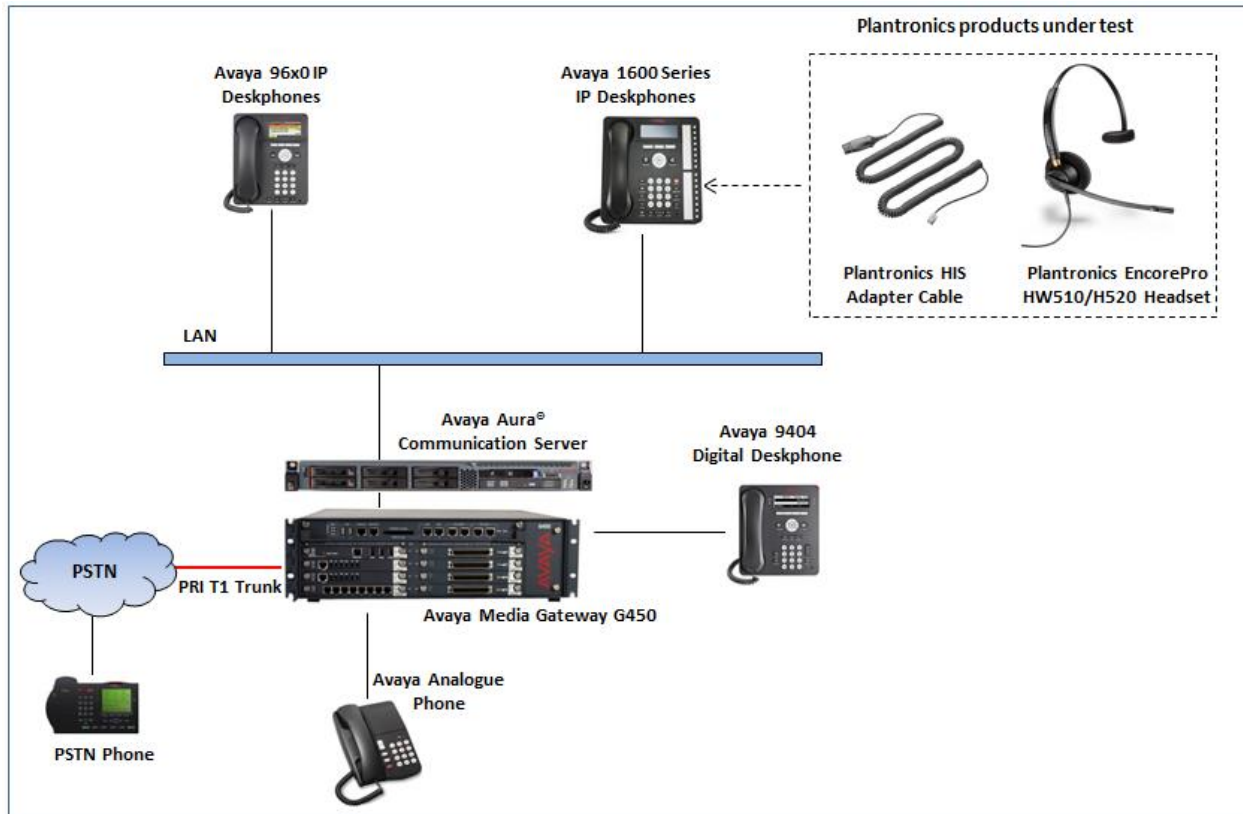 Plantronics products under test
Avaya 96x0 IP
Deskphones
Avaya 1600 Series
IP Deskphones
Plantronics HIS
Adapter Cable
Plantronics EncorePro
HW510/H520 Headset
LAN
Avaya Aura®
Communication Server
Avaya 9404
Digital Deskphone
PSTN
PRI T1 Trunk
AVAYA
Avaya Media Gateway G450
Avaya Analogue
Phone
PSTN Phone